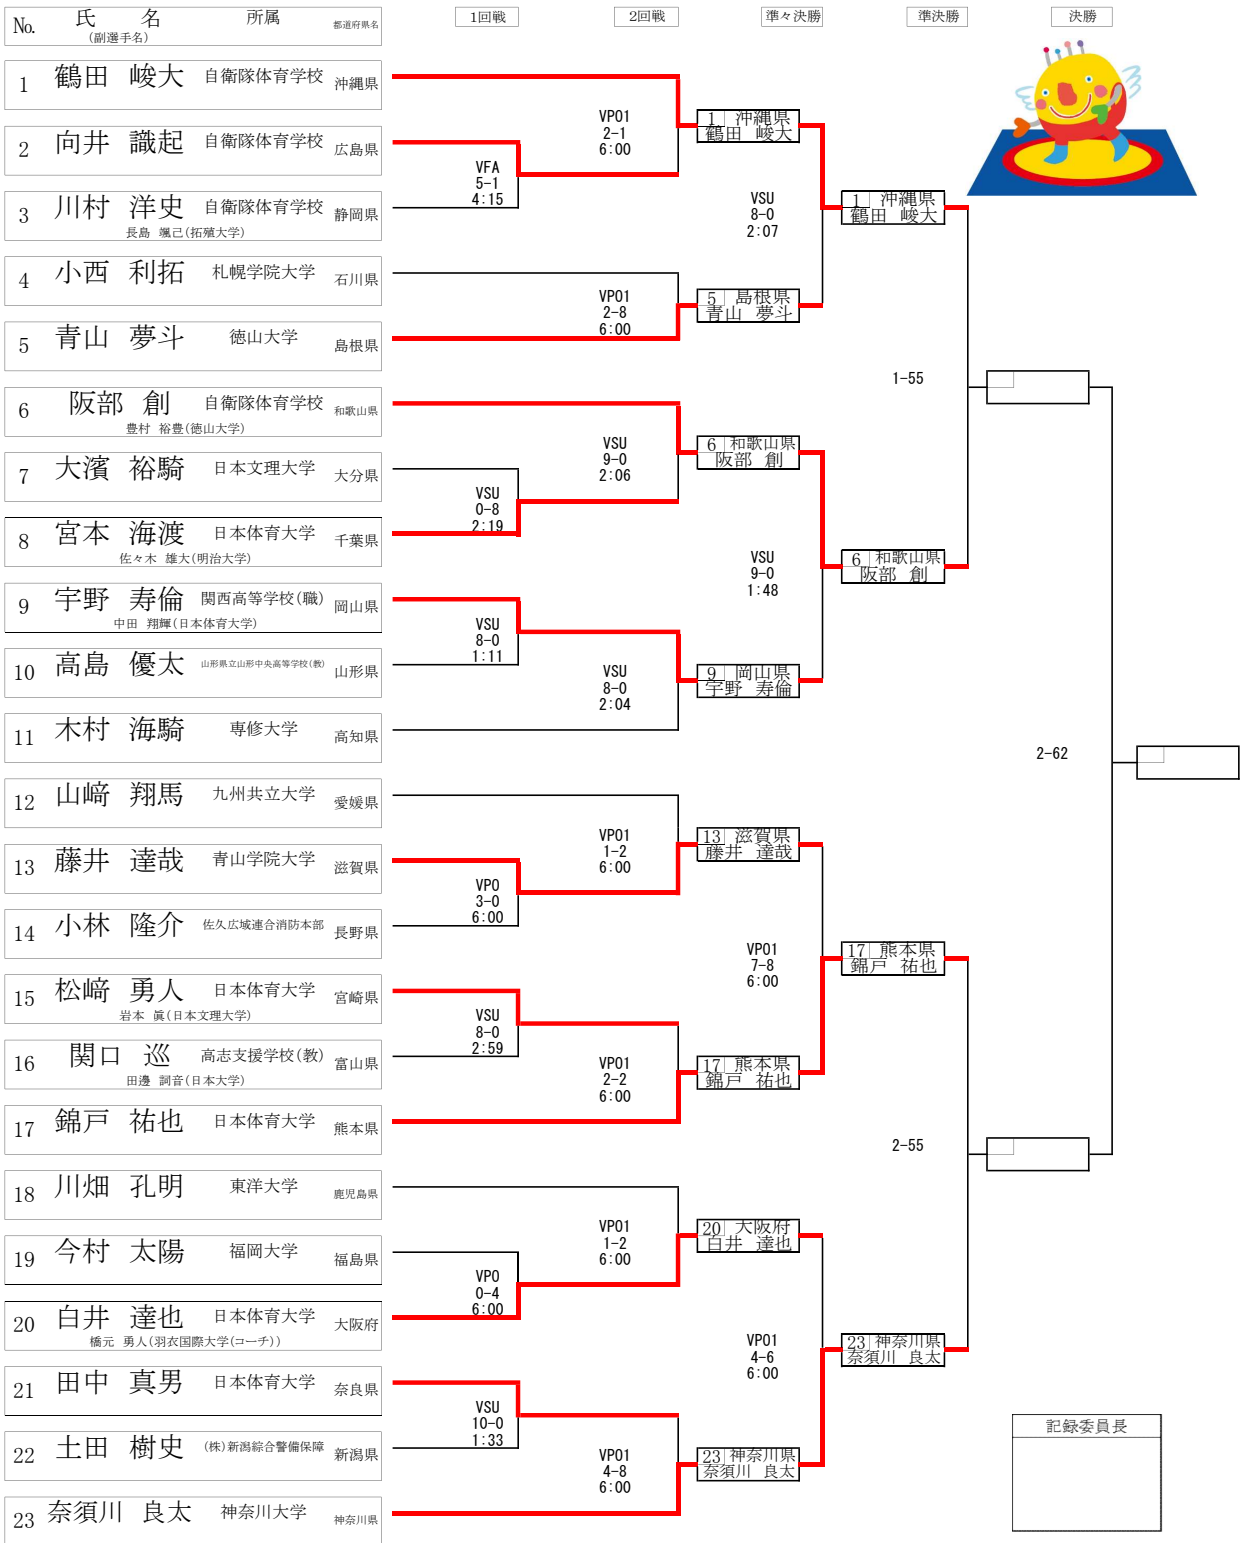 No. 氏 名 所属 都道府県名 1回戦 2回戦 準々決勝 準決勝 決勝
(副選手名)
1 鶴田 峻大 自衛隊体育学校 沖縄県
2 向井 識起 自衛隊体育学校 広島県
3 川村 洋史 自衛隊体育学校 静岡県
長島 颯己(拓殖大学)
4 小西 利拓 札幌学院大学 石川県
5 青山 夢斗 徳山大学 島根県
6 阪部 創 自衛隊体育学校 和歌山県
豊村 裕豊(徳山大学)
7 大濱 裕騎 日本文理大学 大分県
8 宮本 海渡 日本体育大学 千葉県
佐々木 雄大(明治大学)
9 宇野 寿倫 関西高等学校(職) 岡山県
中田 翔輝(日本体育大学)
10 高島 優太 山形県立山形中央高等学校(教) 山形県
11 木村 海騎 専修大学 高知県
12 山﨑 翔馬 九州共立大学 愛媛県
13 藤井 達哉 青山学院大学 滋賀県
14 小林 隆介 佐久広域連合消防本部 長野県
15 松﨑 勇人 日本体育大学 宮崎県
岩本 眞(日本文理大学)
16 関口 巡 高志支援学校(教) 富山県
田邊 詞音(日本大学)
17 錦戸 祐也 日本体育大学 熊本県
18 川畑 孔明 東洋大学 鹿児島県
19 今村 太陽 福岡大学 福島県
20 白井 達也 日本体育大学 大阪府
橋元 勇人(羽衣国際大学(コーチ))
21 田中 真男 日本体育大学 奈良県
22 土田 樹史 (株)新潟綜合警備保障 新潟県
23 奈須川 良太 神奈川大学 神奈川県
VFA
5-1
4:15
VSU
0-8
2:19
VSU
8-0
1:11
VPO
3-0
6:00
VSU
8-0
2:59
VPO
0-4
6:00
VSU
10-0
1:33
VPO1
2-1
6:00
VPO1
2-8
6:00
VSU
9-0
2:06
VSU
8-0
2:04
VPO1
1-2
6:00
VPO1
2-2
6:00
VPO1
1-2
6:00
VPO1
4-8
6:00
1 沖縄県
鶴田 峻大
5 島根県
青山 夢斗
6 和歌山県
阪部 創
9 岡山県
宇野 寿倫
13 滋賀県
藤井 達哉
17 熊本県
錦戸 祐也
20 大阪府
白井 達也
23 神奈川県
奈須川 良太
VSU
8-0
2:07
VSU
9-0
1:48
VPO1
7-8
6:00
VPO1
4-6
6:00
1 沖縄県
鶴田 峻大
6 和歌山県
阪部 創
17 熊本県
錦戸 祐也
23 神奈川県
奈須川 良太
1-55
2-55
2-62
記録委員長